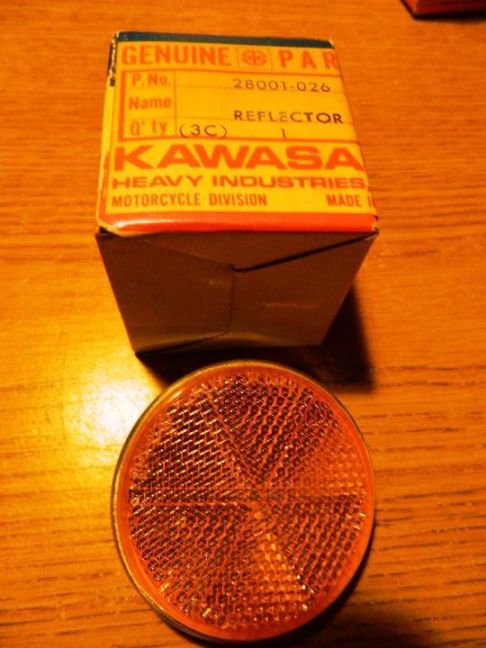 GENUINE PAR
P. No. 28001-026
Name REFLECTOR
Q'ty (3C) 1
KAWASA
HEAVY INDUSTRIES
MOTORCYCLE DIVISION MADE I